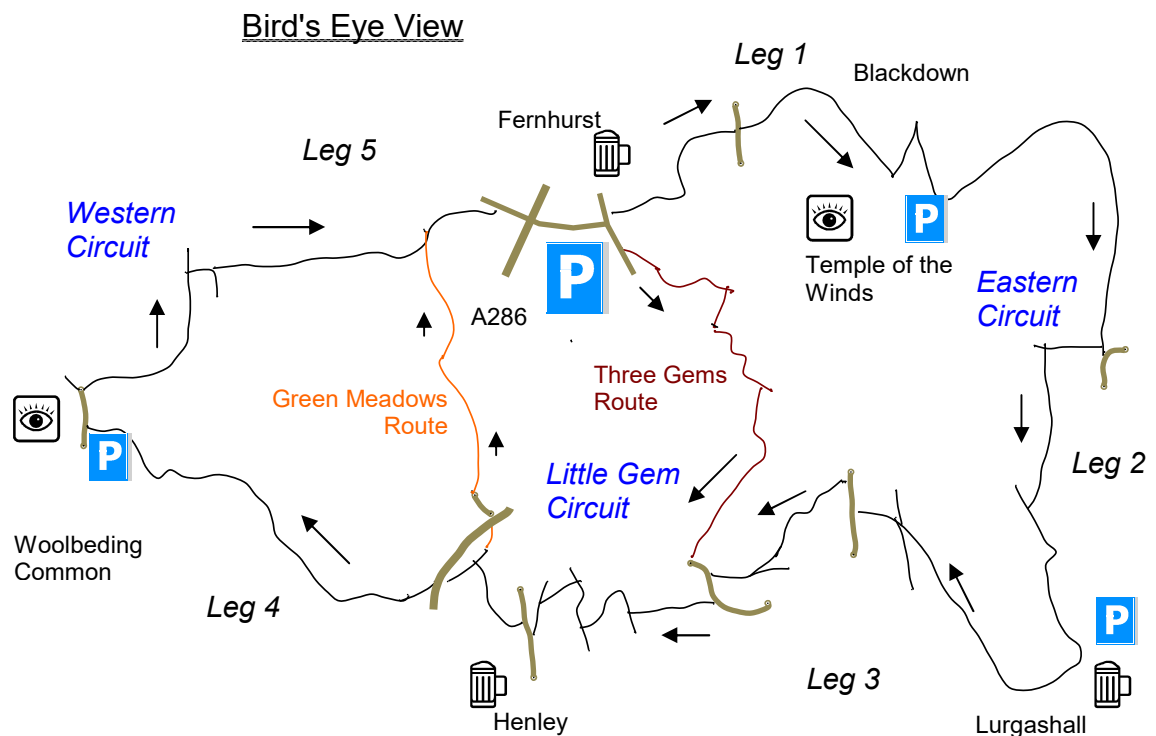 Bird's Eye View
Leg 1
Blackdown
Fernhurst
Leg 5
Western
Circuit
P
P
Temple of the
Winds
Eastern
Circuit
A286
Three Gems
Route
Green Meadows
Route
P
Little Gem
Circuit
Leg 2
Woolbeding
Common
Leg 4
P
Leg 3
Henley
Lurgashall